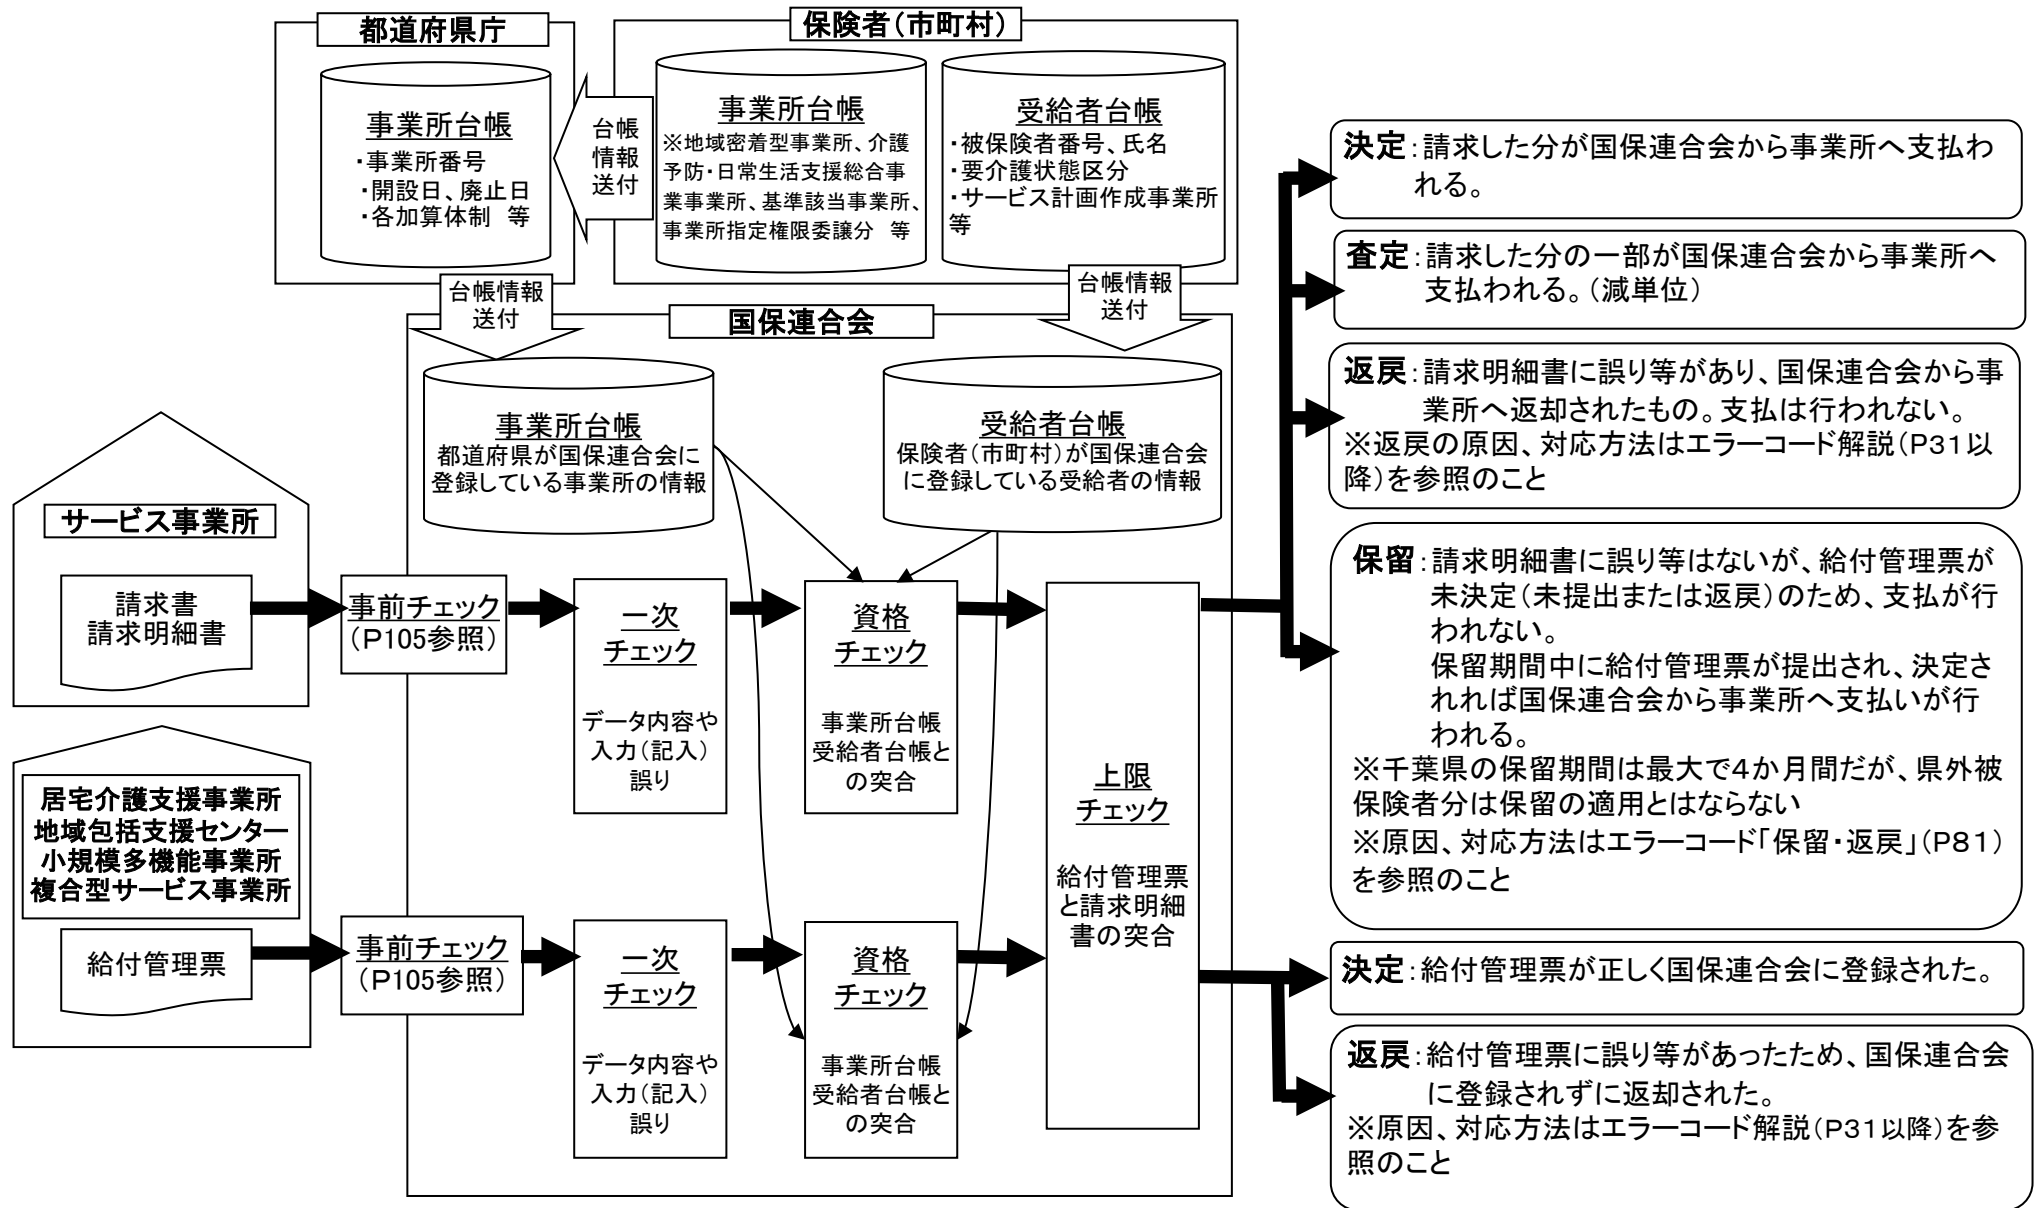 都道府県庁
事業所台帳
・事業所番号
・開設日、廃止日
・各加算体制　等
台帳
情報
送付
保険者(市町村)
事業所台帳
※地域密着型事業所、介護
予防・日常生活支援総合事
業事業所、基準該当事業所、
事業所指定権限委譲分　等
受給者台帳
・被保険者番号、氏名
・要介護状態区分
・サービス計画作成事業所
等
台帳情報
送付
台帳情報
送付
国保連合会
事業所台帳
都道府県が国保連合会に
登録している事業所の情報
受給者台帳
保険者(市町村)が国保連合会
に登録している受給者の情報
サービス事業所
請求書
請求明細書
事前チェック
(P105参照)
一次
チェック
データ内容や
入力(記入)
誤り
資格
チェック
事業所台帳
受給者台帳と
の突合
居宅介護支援事業所
地域包括支援センター
小規模多機能事業所
複合型サービス事業所
給付管理票
事前チェック
(P105参照)
一次
チェック
データ内容や
入力(記入)
誤り
資格
チェック
事業所台帳
受給者台帳と
の突合
上限
チェック
給付管理票
と請求明細
書の突合
決定：請求した分が国保連合会から事業所へ支払わ
れる。
査定：請求した分の一部が国保連合会から事業所へ
支払われる。(減単位)
返戻：請求明細書に誤り等があり、国保連合会から事
業所へ返却されたもの。支払は行われない。
※返戻の原因、対応方法はエラーコード解説(P31以
降)を参照のこと
保留：請求明細書に誤り等はないが、給付管理票が
未決定(未提出または返戻)のため、支払が行
われない。
保留期間中に給付管理票が提出され、決定さ
れれば国保連合会から事業所へ支払いが行
われる。
※千葉県の保留期間は最大で4か月間だが、県外被
保険者分は保留の適用とはならない
※原因、対応方法はエラーコード「保留・返戻」(P81)
を参照のこと
決定：給付管理票が正しく国保連合会に登録された。
返戻：給付管理票に誤り等があったため、国保連合会
に登録されずに返却された。
※原因、対応方法はエラーコード解説(P31以降)を参
照のこと